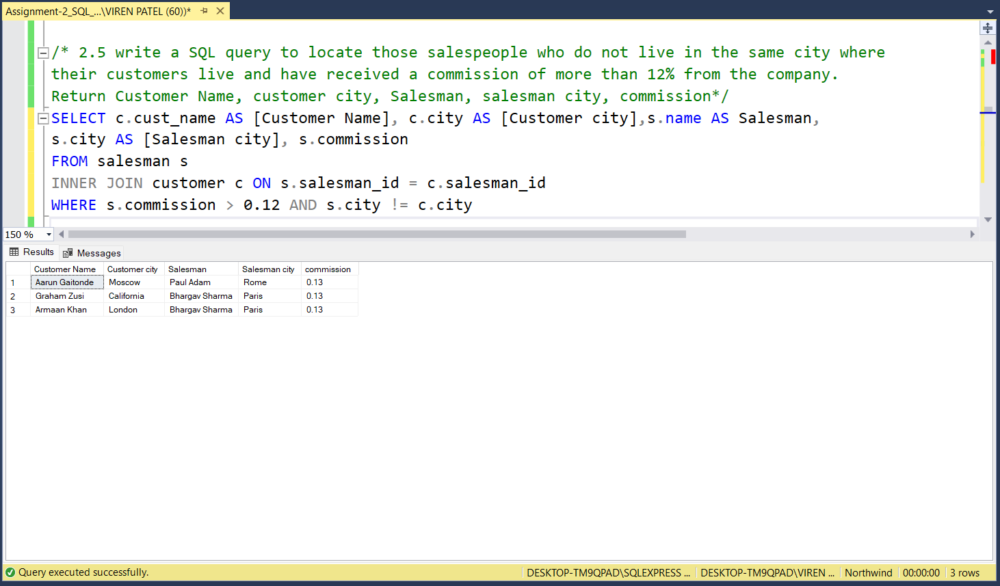 Assignment-2_SQL_...\VIREN PATEL (60))*
/* 2.5 write a SQL query to locate those salespeople who do not live in the same city where
their customers live and have received a commission of more than 12% from the company.
Return Customer Name, customer city, Salesman, salesman city, commission*/
SELECT c.cust_name AS [Customer Name], c.city AS [Customer city],s.name AS Salesman,
s.city AS [Salesman city], s.commission
FROM salesman s
INNER JOIN customer c ON s.salesman_id = c.salesman_id
WHERE s.commission > 0.12 AND s.city != c.city
150 %
Results Messages
Customer Name Customer city Salesman Salesman city commission
1 Aarun Gaitonde Moscow Paul Adam Rome 0.13
2 Graham Zusi California Bhargav Sharma Paris 0.13
3 Armaan Khan London Bhargav Sharma Paris 0.13
Query executed successfully. DESKTOP-TM9QPAD\SQLEXPRESS ... DESKTOP-TM9QPAD\VIREN ... Northwind 00:00:00 3 rows